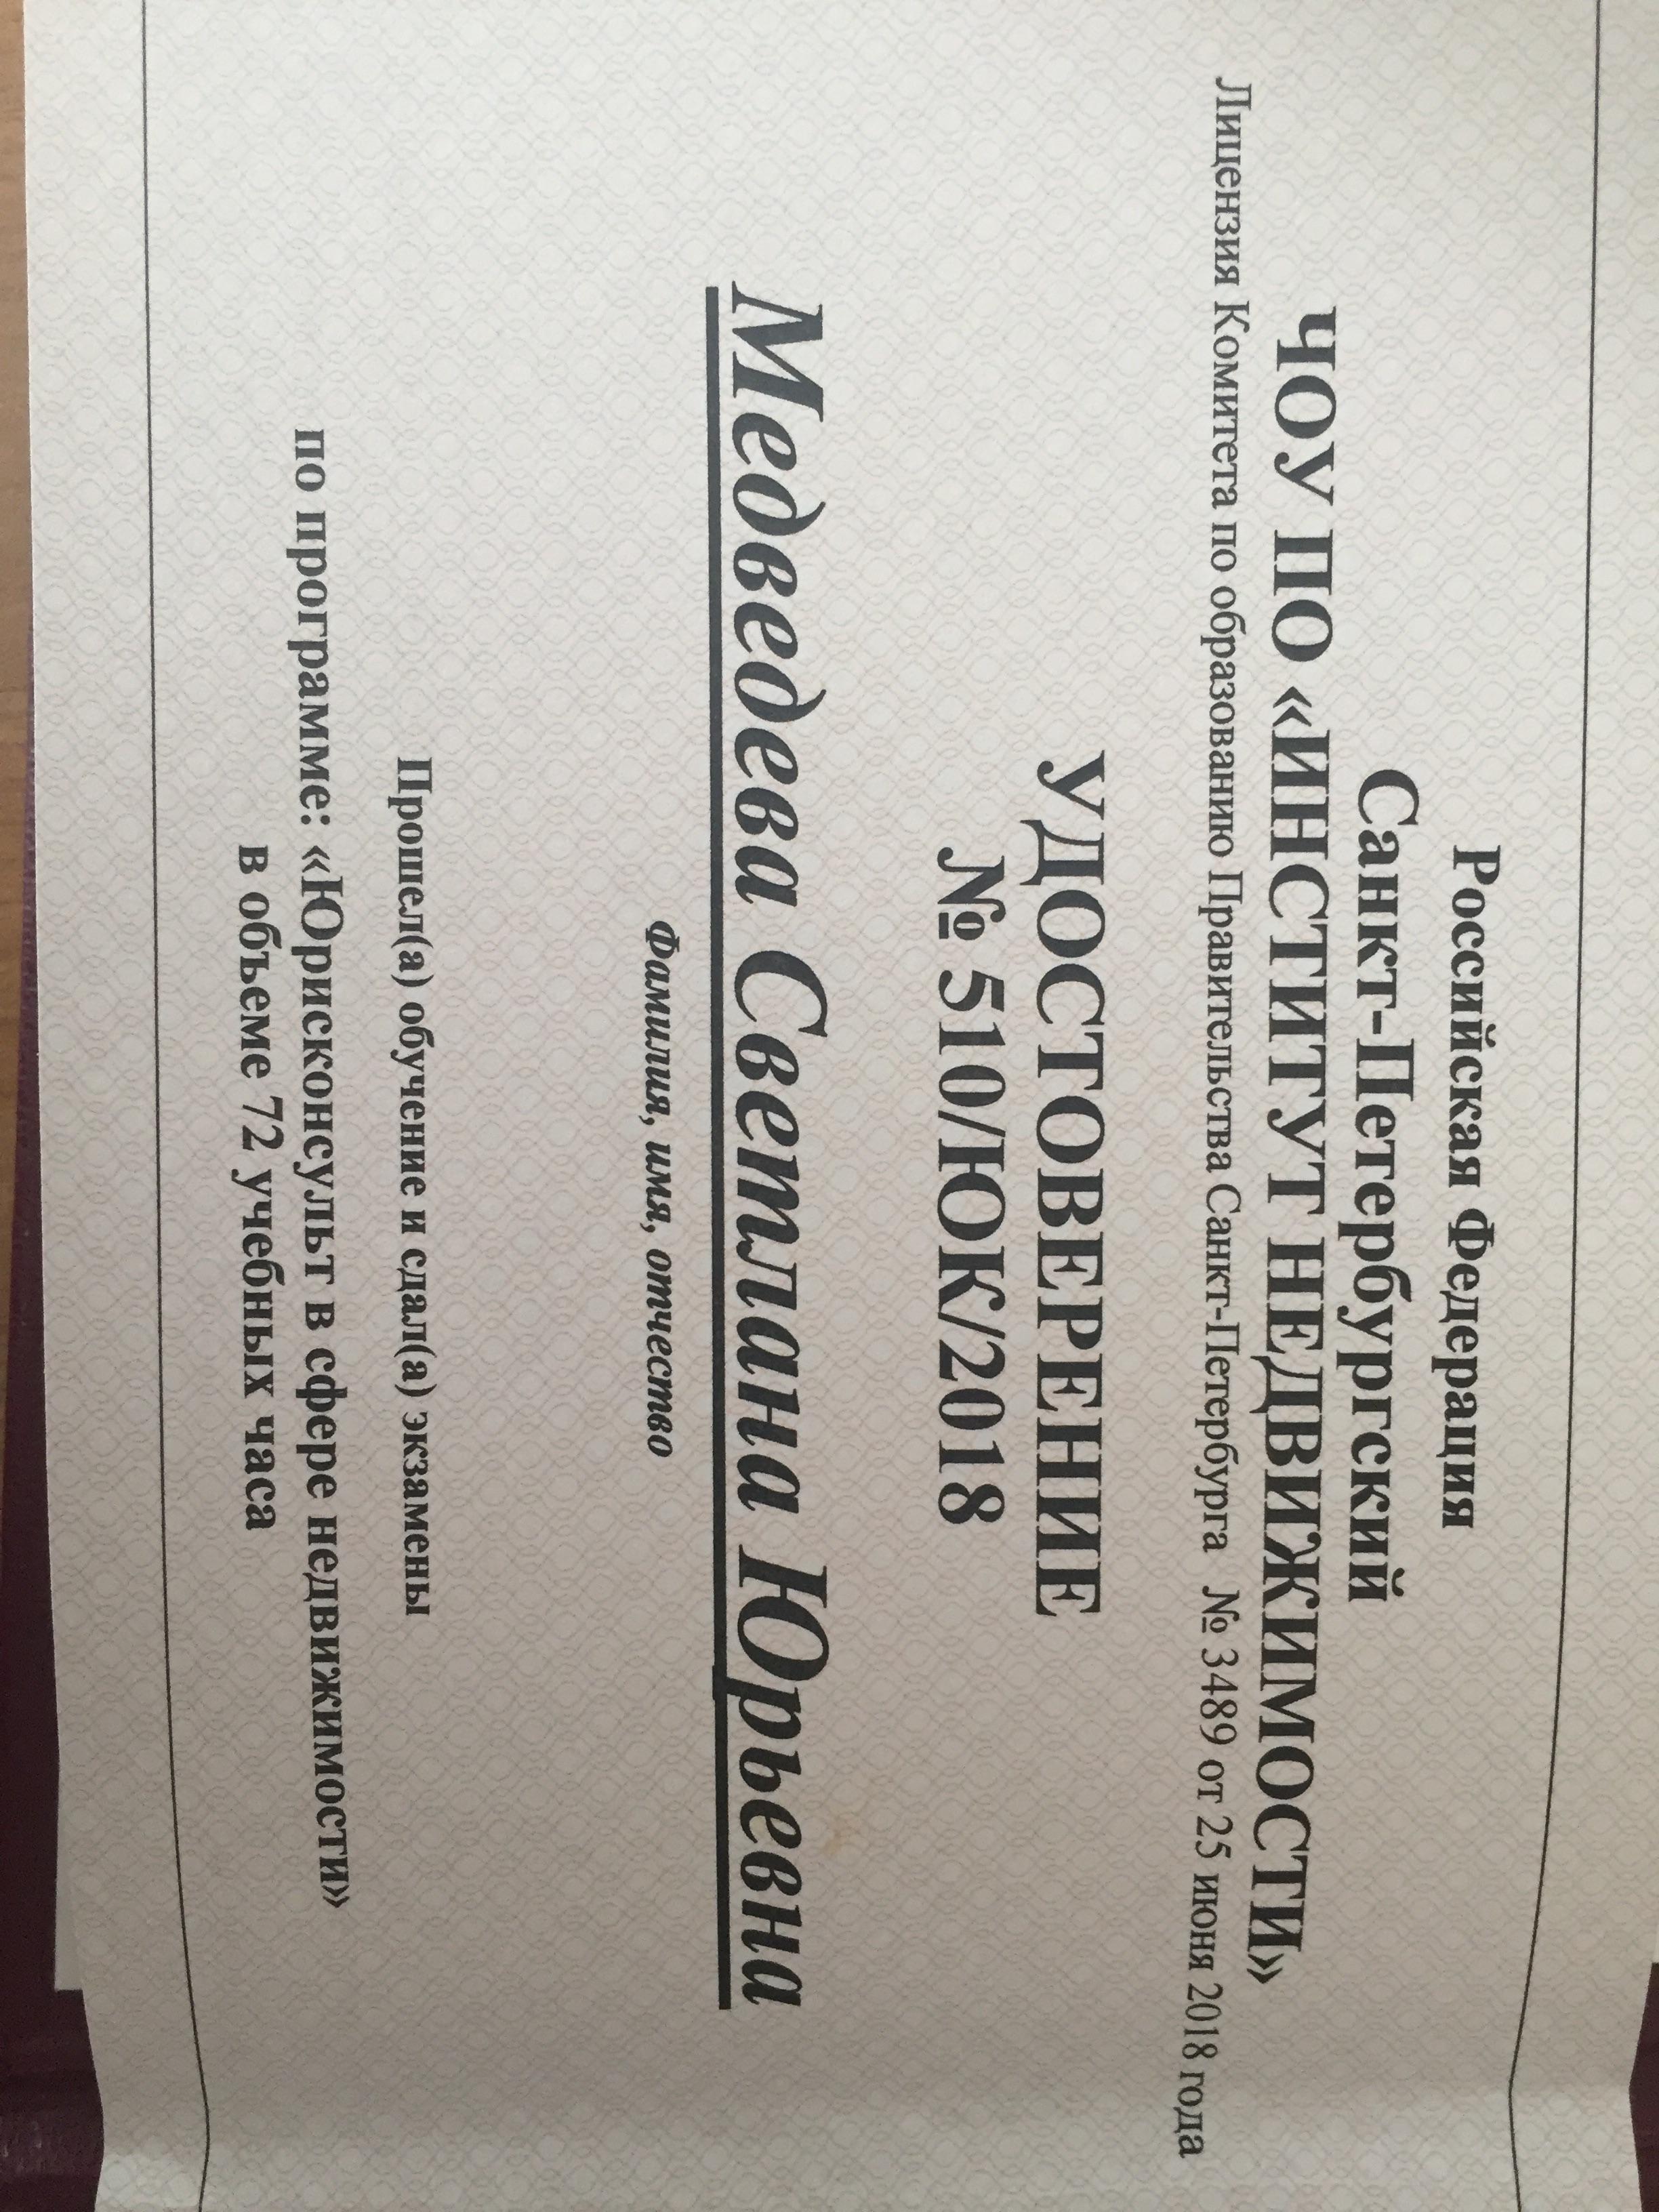 Российская Федерация
Санкт-Петербургский
ЧОУ ПО «ИНСТИТУТ НЕДВИЖИМОСТИ»
Лицензия Комитета по образованию Правительства Санкт-Петербурга № 3489 от 25 июня 2018 года
УДОСТОВЕРЕНИЕ
№ 510/ЮК/2018
Медведева Светлана Юрьевна
Фамилия, имя, отчество
Прошел(а) обучение и сдал(а) экзамены
по программе: «Юрисконсульт в сфере недвижимости»
в объеме 72 учебных часа